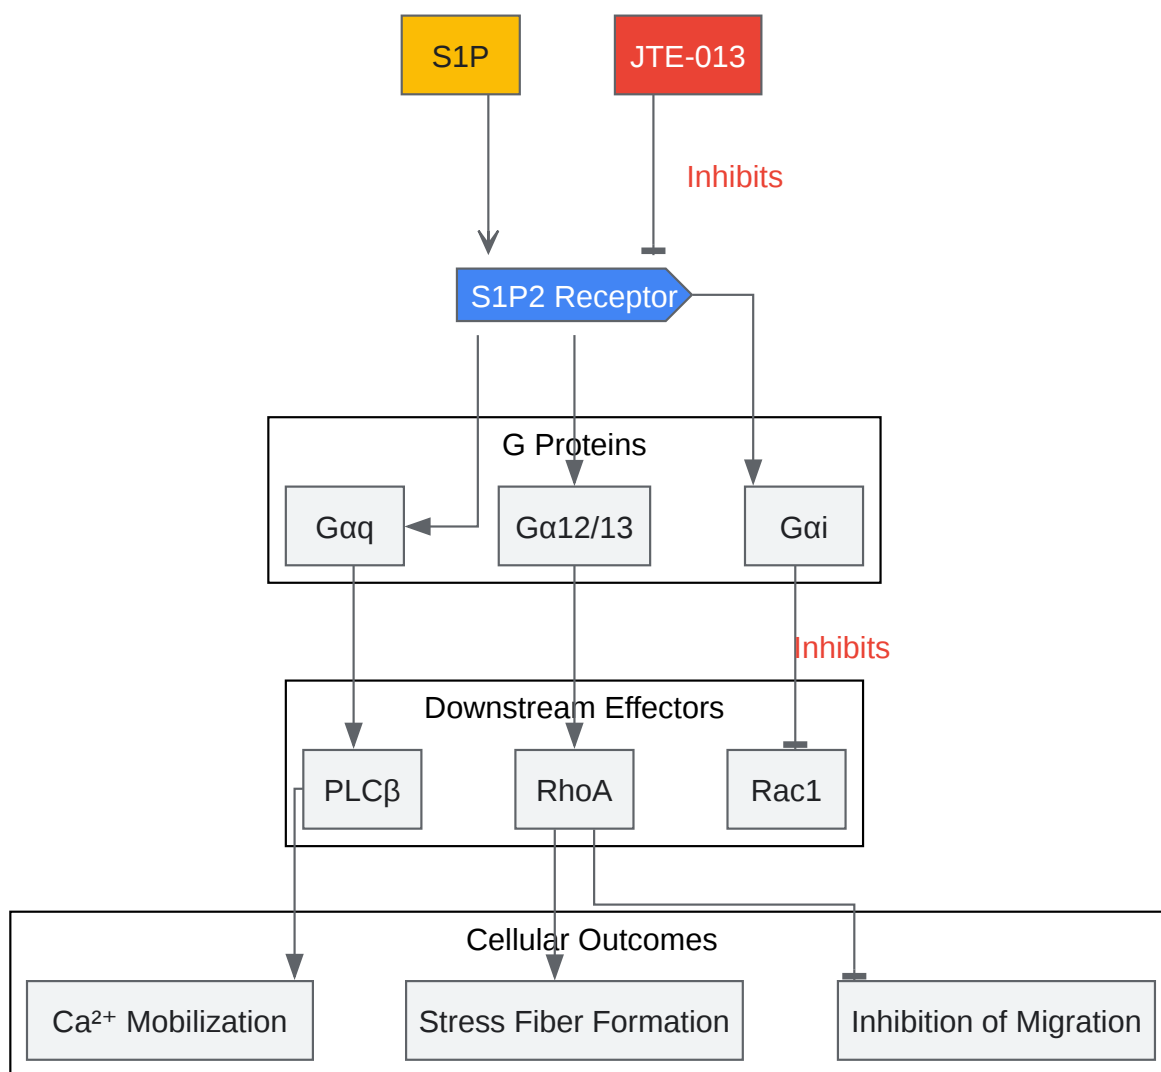 S1P
JTE-013
Inhibits
S1P2 Receptor
G Proteins
Gαq
Gα12/13
Gαi
Inhibits
Downstream Effectors
PLCβ
RhoA
Rac1
Cellular Outcomes
Ca²⁺ Mobilization
Stress Fiber Formation
Inhibition of Migration